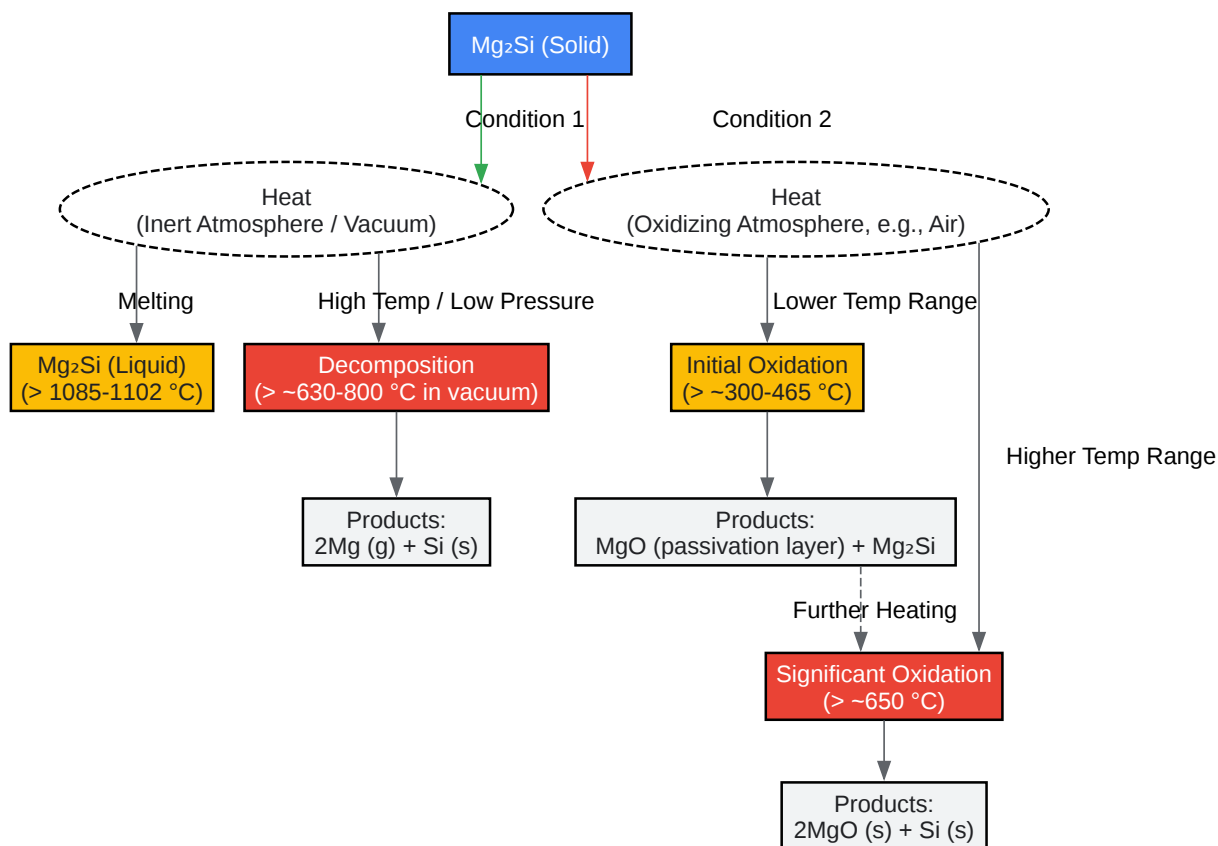 Mg₂Si (Solid)
Condition 1
Condition 2
Heat
(Inert Atmosphere / Vacuum)
Heat
(Oxidizing Atmosphere, e.g., Air)
Melting
High Temp / Low Pressure
Lower Temp Range
Mg₂Si (Liquid)
(> 1085-1102 °C)
Decomposition
(> ~630-800 °C in vacuum)
Initial Oxidation
(> ~300-465 °C)
Higher Temp Range
Products:
2Mg (g) + Si (s)
Products:
MgO (passivation layer) + Mg₂Si
Further Heating
Significant Oxidation
(> ~650 °C)
Products:
2MgO (s) + Si (s)